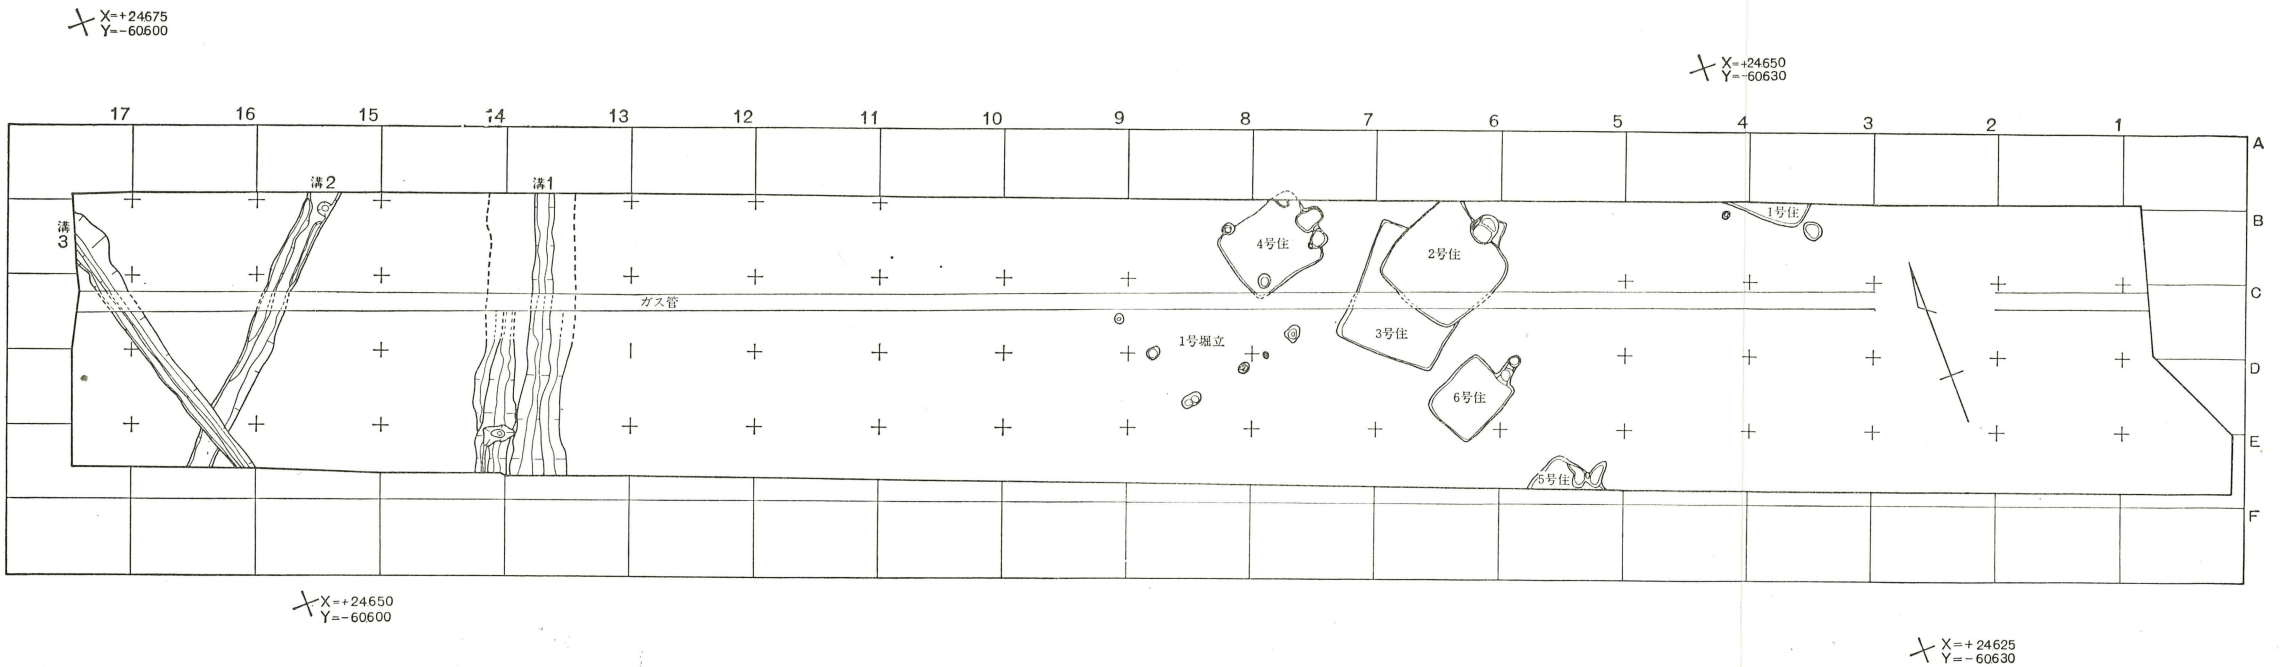 X=+24675
Y=-60600
X=+24650
Y=-60630
17 16 15 14 13 12 11 10 9 8 7 6 5 4 3 2 1
A
溝2
溝1
1号住
B
溝3
4号住
2号住
C
ガス管
1号堀立
3号住
D
6号住
E
5号住
F
X=+24650
Y=-60600
X=+24625
Y=-60630